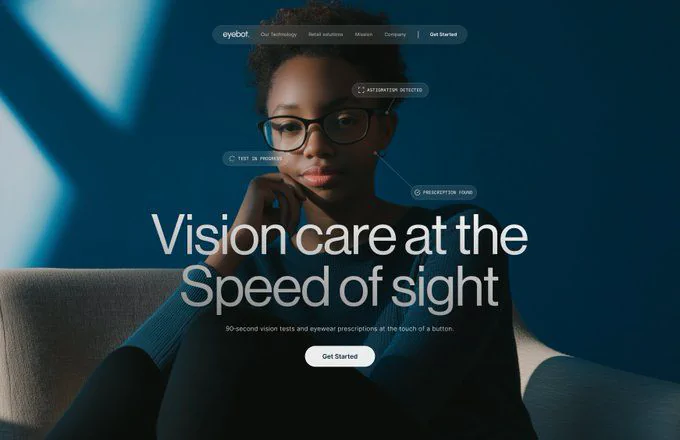 eyebot. Our Technology Retail solutions Mission Company Get Started
ASTIGMATISM DETECTED
TEST IN PROGRESS
PRESCRIPTION FOUND
Vision care at the
Speed of sight
90-second vision tests and eyewear prescriptions at the touch of a button.
Get Started